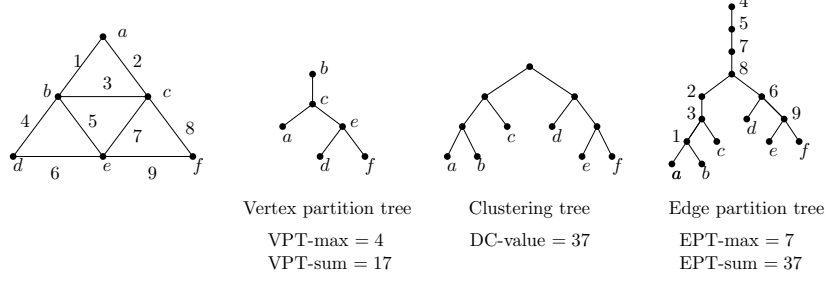 a
1
2
b
3
c
4
5
7
8
d
6
e
9
f
b
c
a
e
d
f
Vertex partition tree
VPT-max = 4
VPT-sum = 17
a
b
c
d
e
f
Clustering tree
DC-value = 37
4
5
7
8
2
6
3
9
d
1
c
e
f
a
b
Edge partition tree
EPT-max = 7
EPT-sum = 37